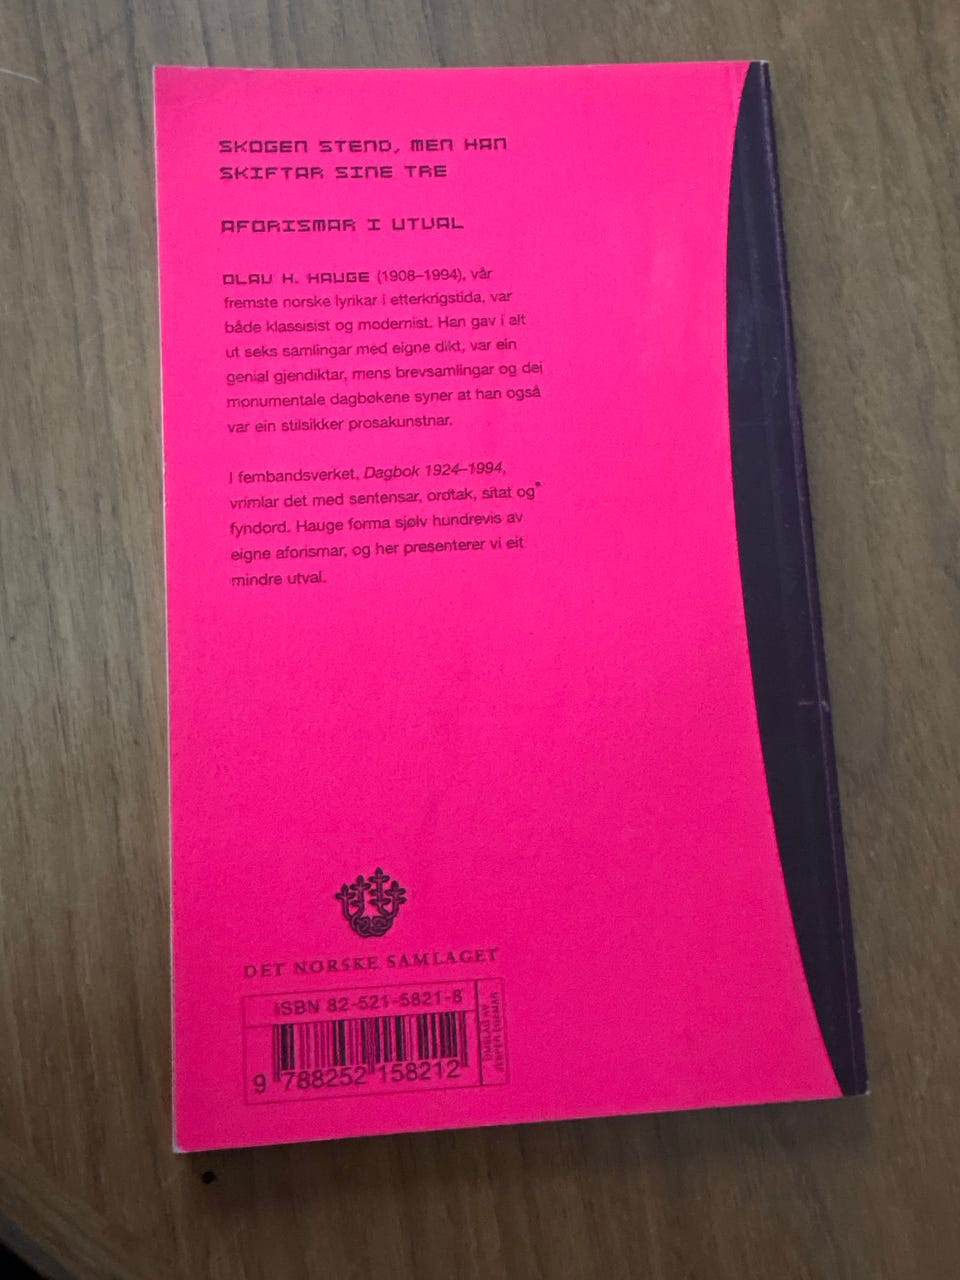 SKOGEN STEND, MEN HAN
SKIFTAR SINE TRE
AFORISMAR I UTVAL
OLAV H. HAUGE (1908–1994), vår
fremste norske lyrikar i etterkrigstida, var
både klassisist og modernist. Han gav i alt
ut seks samlingar med eigne dikt, var ein
genial gjendiktar, mens brevsamlingar og dei
monumentale dagbøkene syner at han også
var ein stilsikker prosakunstnar.
I fembandsverket, Dagbok 1924–1994,
vrimlar det med sentensar, ordtak, sitat og
fyndord. Hauge forma sjølv hundrevis av
eigne aforismar, og her presenterer vi eit
mindre utval.
DET NORSKE SAMLAGET
ISBN 82-521-5821-8
9 788252 158212
OMSLAG AV
JESPER EGEMAR